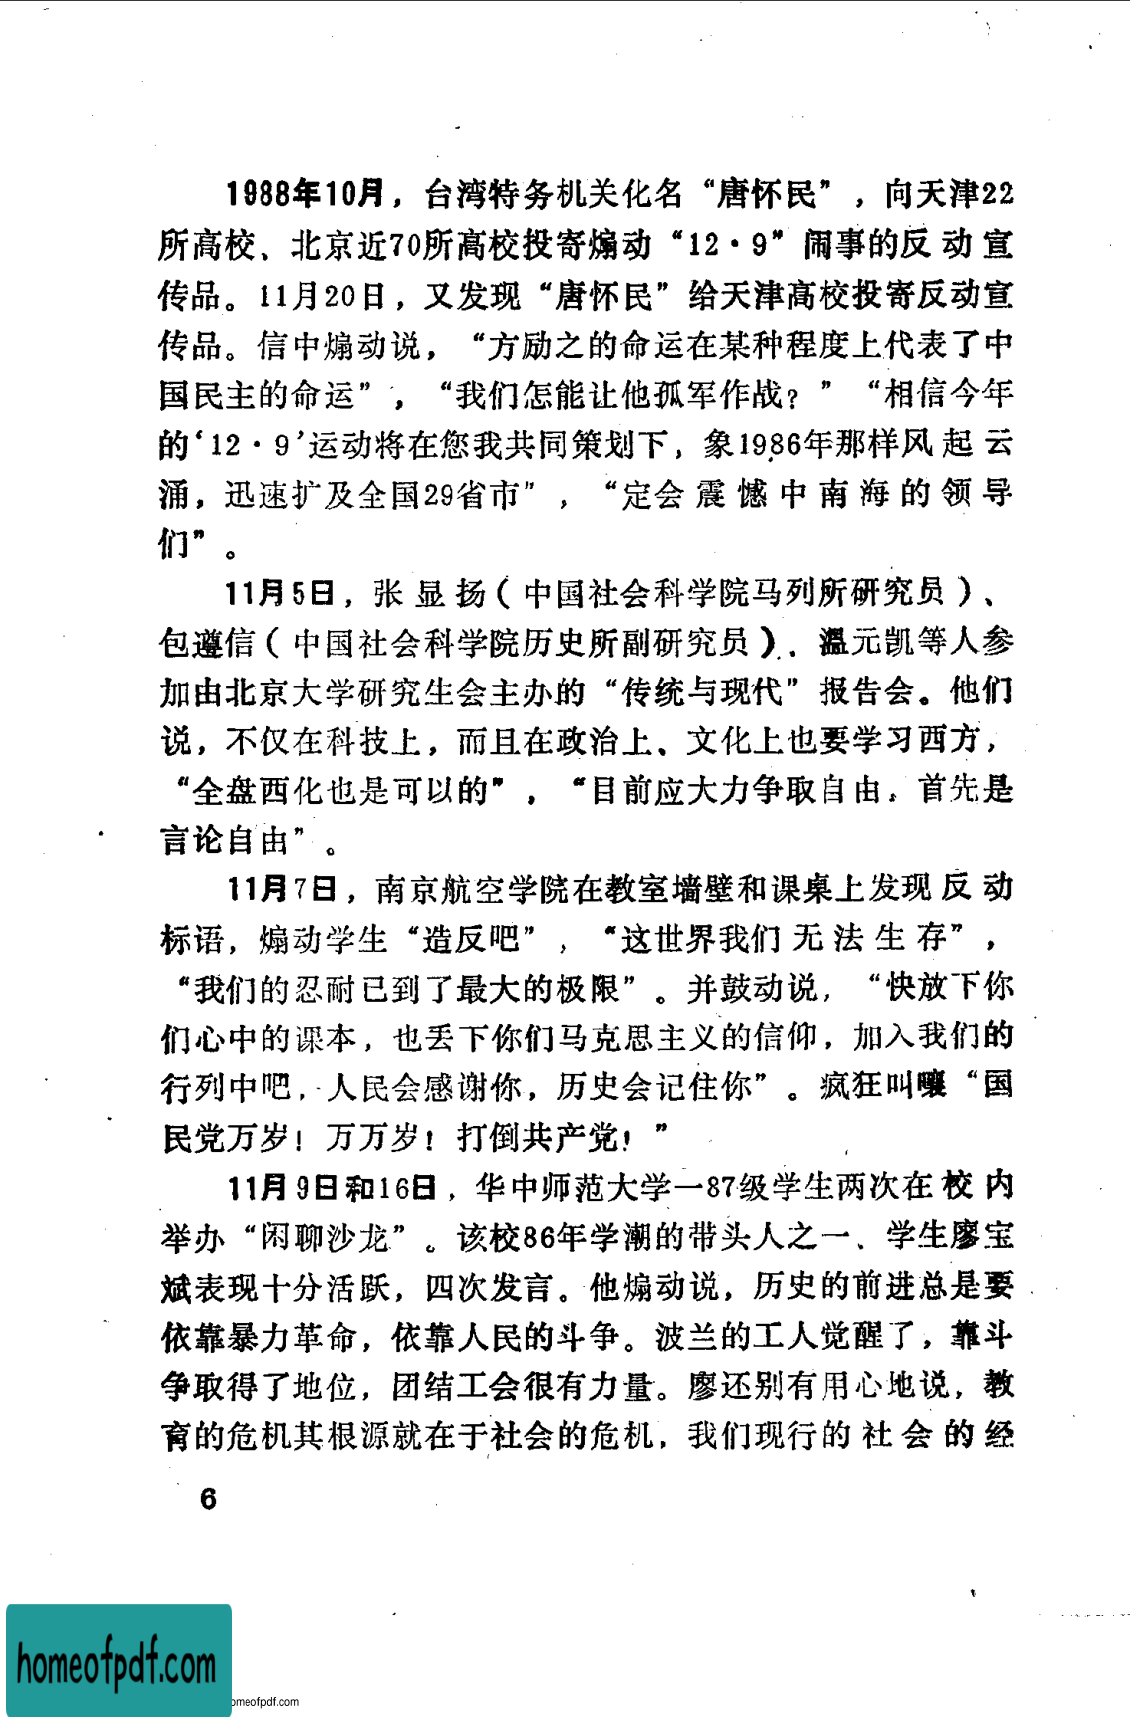 1988年10月，台湾特务机关化名“唐怀民”，向天津22
所高校、北京近70所高校投寄煽动“12·9”闹事的反动宣
传品。11月20日，又发现“唐怀民”给天津高校投寄反动宣
传品。信中煽动说，“方励之的命运在某种程度上代表了中
国民主的命运”，“我们怎能让他孤军作战？”“相信今年
的‘12·9’运动将在您我共同策划下，象1986年那样风起云
涌，迅速扩及全国29省市”，“定会震憾中南海的领导
们”。
11月5日，张显扬（中国社会科学院马列所研究员）、
包遵信（中国社会科学院历史所副研究员）、温元凯等人参
加由北京大学研究生会主办的“传统与现代”报告会。他们
说，不仅在科技上，而且在政治上、文化上也要学习西方，
“全盘西化也是可以的”，“目前应大力争取自由，首先是
言论自由”。
11月7日，南京航空学院在教室墙壁和课桌上发现反动
标语，煽动学生“造反吧”，“这世界我们无法生存”，
“我们的忍耐已到了最大的极限”。并鼓动说，“快放下你
们心中的课本，也丢下你们马克思主义的信仰，加入我们的
行列中吧，人民会感谢你，历史会记住你”。疯狂叫嚷“国
民党万岁！万万岁！打倒共产党！”
11月9日和16日，华中师范大学一87级学生两次在校内
举办“闲聊沙龙”。该校86年学潮的带头人之一、学生廖宝
斌表现十分活跃，四次发言。他煽动说，历史的前进总是要
依靠暴力革命，依靠人民的斗争。波兰的工人觉醒了，靠斗
争取得了地位，团结工会很有力量。廖还别有用心地说，教
育的危机其根源就在于社会的危机，我们现行的社会的经
6
homeofpdf.com
omeofpdf.com